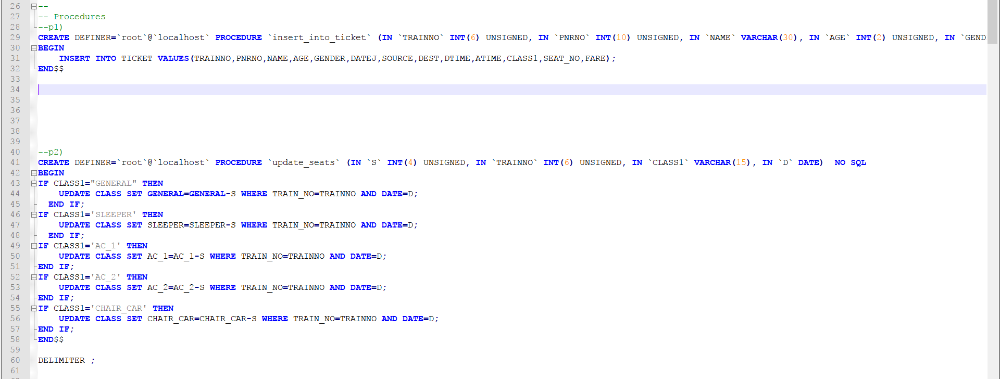 26 --
27 -- Procedures
28 --p1)
29 CREATE DEFINER=`root`@`localhost` PROCEDURE `insert_into_ticket` (IN `TRAINNO` INT(6) UNSIGNED, IN `PNRNO` INT(10) UNSIGNED, IN `NAME` VARCHAR(30), IN `AGE` INT(2) UNSIGNED, IN `GEND
30 BEGIN
31 INSERT INTO TICKET VALUES(TRAINNO,PNRNO,NAME,AGE,GENDER,DATEJ,SOURCE,DEST,DTIME,ATIME,CLASS1,SEAT_NO,FARE);
32 END$$
33
34
35
36
37
38
39
40 --p2)
41 CREATE DEFINER=`root`@`localhost` PROCEDURE `update_seats` (IN `S` INT(4) UNSIGNED, IN `TRAINNO` INT(6) UNSIGNED, IN `CLASS1` VARCHAR(15), IN `D` DATE)  NO SQL
42 BEGIN
43 IF CLASS1="GENERAL" THEN
44 UPDATE CLASS SET GENERAL=GENERAL-S WHERE TRAIN_NO=TRAINNO AND DATE=D;
45 END IF;
46 IF CLASS1='SLEEPER' THEN
47 UPDATE CLASS SET SLEEPER=SLEEPER-S WHERE TRAIN_NO=TRAINNO AND DATE=D;
48 END IF;
49 IF CLASS1='AC_1' THEN
50 UPDATE CLASS SET AC_1=AC_1-S WHERE TRAIN_NO=TRAINNO AND DATE=D;
51 END IF;
52 IF CLASS1='AC_2' THEN
53 UPDATE CLASS SET AC_2=AC_2-S WHERE TRAIN_NO=TRAINNO AND DATE=D;
54 END IF;
55 IF CLASS1='CHAIR_CAR' THEN
56 UPDATE CLASS SET CHAIR_CAR=CHAIR_CAR-S WHERE TRAIN_NO=TRAINNO AND DATE=D;
57 END IF;
58 END$$
59
60 DELIMITER ;
61